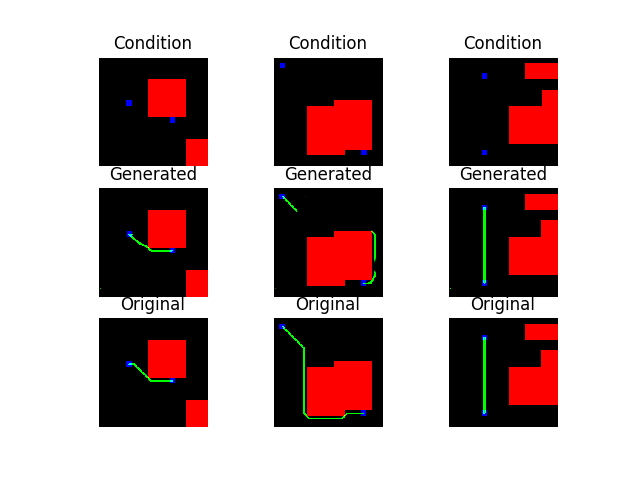 Condition Condition Condition
Generated Generated Generated
Original Original Original